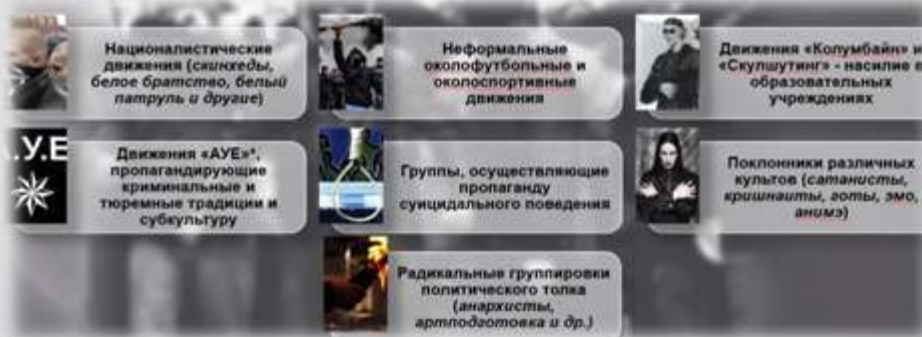 Националистические
движения (скинхеды,
белое братство, белый
патруль и другие)
Неформальные
околофутбольные и
околоспортивные
движения
Движения «Колумбайн» и
«Скулшутинг» - насилие в
образовательных
учреждениях
.У.Е
Движения «АУЕ»*,
пропагандирующие
криминальные и
тюремные традиции и
субкультуру
Группы, осуществляющие
пропаганду
суицидального поведения
Поклонники различных
культов (сатанисты,
кришнаиты, готы, эмо,
анимэ)
Радикальные группировки
политического толка
(анархисты,
артподготовка и др.)